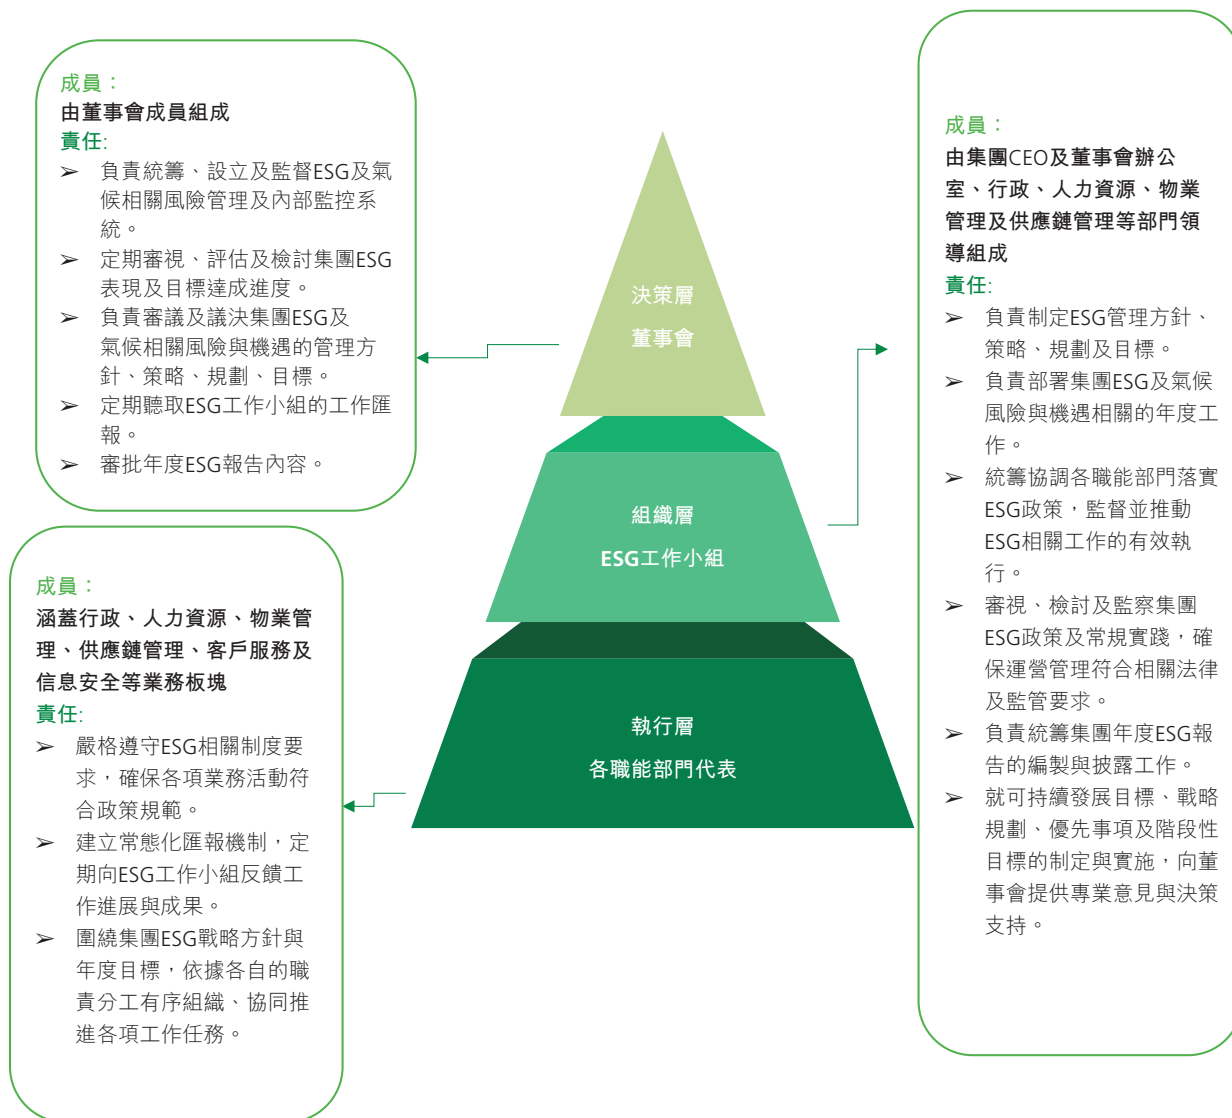 成員：
由董事會成員組成
責任:
➢ 負責統籌、設立及監督ESG及氣
候相關風險管理及內部監控系
統。
➢ 定期審視、評估及檢討集團ESG
表現及目標達成進度。
➢ 負責審議及議決集團ESG及
氣候相關風險與機遇的管理方
針、策略、規劃、目標。
➢ 定期聽取ESG工作小組的工作匯
報。
➢ 審批年度ESG報告內容。
決策層
董事會
組織層
ESG工作小組
執行層
各職能部門代表
成員：
由集團CEO及董事會辦公
室、行政、人力資源、物業
管理及供應鏈管理等部門領
導組成
責任:
➢ 負責制定ESG管理方針、
策略、規劃及目標。
➢ 負責部署集團ESG及氣候
風險與機遇相關的年度工
作。
➢ 統籌協調各職能部門落實
ESG政策，監督並推動
ESG相關工作的有效執
行。
➢ 審視、檢討及監察集團
ESG政策及常規實踐，確
保運營管理符合相關法律
及監管要求。
➢ 負責統籌集團年度ESG報
告的編製與披露工作。
➢ 就可持續發展目標、戰略
規劃、優先事項及階段性
目標的制定與實施，向董
事會提供專業意見與決策
支持。
成員：
涵蓋行政、人力資源、物業管
理、供應鏈管理、客戶服務及
信息安全等業務板塊
責任:
➢ 嚴格遵守ESG相關制度要
求，確保各項業務活動符
合政策規範。
➢ 建立常態化匯報機制，定
期向ESG工作小組反饋工
作進展與成果。
➢ 圍繞集團ESG戰略方針與
年度目標，依據各自的職
責分工有序組織、協同推
進各項工作任務。